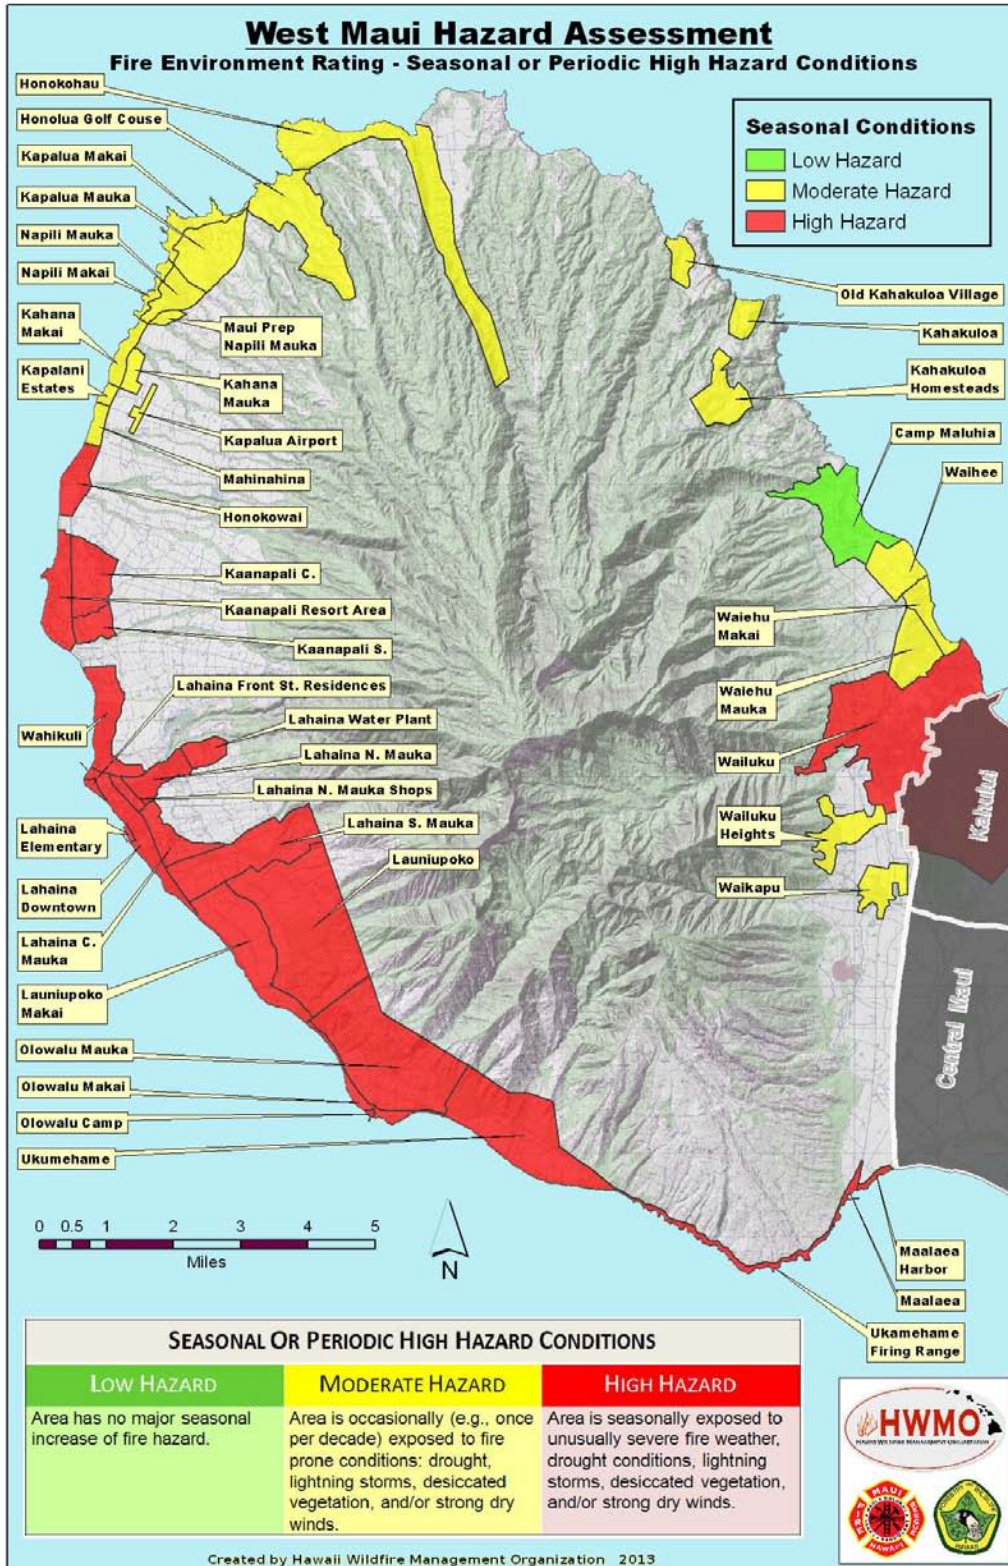 West Maui Hazard Assessment
Fire Environment Rating - Seasonal or Periodic High Hazard Conditions
Honokohau
Honolua Golf Couse
Kapalua Makai
Kapalua Mauka
Napili Mauka
Napili Makai
Kahana
Makai
Kapalani
Estates
Maui Prep
Napili Mauka
Kahana
Mauka
Kapalua Airport
Mahinahina
Honokowai
Kaanapali C.
Kaanapali Resort Area
Kaanapali S.
Lahaina Front St. Residences
Lahaina Water Plant
Wahikuli
Lahaina N. Mauka
Lahaina N. Mauka Shops
Lahaina S. Mauka
Launiupoko
Lahaina
Elementary
Lahaina
Downtown
Lahaina C.
Mauka
Launiupoko
Makai
Olowalu Mauka
Olowalu Makai
Olowalu Camp
Ukumehame
Seasonal Conditions
Low Hazard
Moderate Hazard
High Hazard
Old Kahakuloa Village
Kahakuloa
Kahakuloa
Homesteads
Camp Maluhia
Waihee
Waiehu
Makai
Waiehu
Mauka
Wailuku
Wailuku
Heights
Waikapu
Kahului
Central Maui
Maalaea
Harbor
Maalaea
Ukamehame
Firing Range
0 0.5 1 2 3 4 5
Miles
N
SEASONAL OR PERIODIC HIGH HAZARD CONDITIONS
LOW HAZARD
Area has no major seasonal
increase of fire hazard.
MODERATE HAZARD
Area is occasionally (e.g., once
per decade) exposed to fire
prone conditions: drought,
lightning storms, desiccated
vegetation, and/or strong dry
winds.
HIGH HAZARD
Area is seasonally exposed to
unusually severe fire weather,
drought conditions, lightning
storms, desiccated vegetation,
and/or strong dry winds.
HWMO
HAWAII WILDFIRE MANAGEMENT ORGANIZATION
MAUI
FIRE
HAWAII
Created by Hawaii Wildfire Management Organization 2013